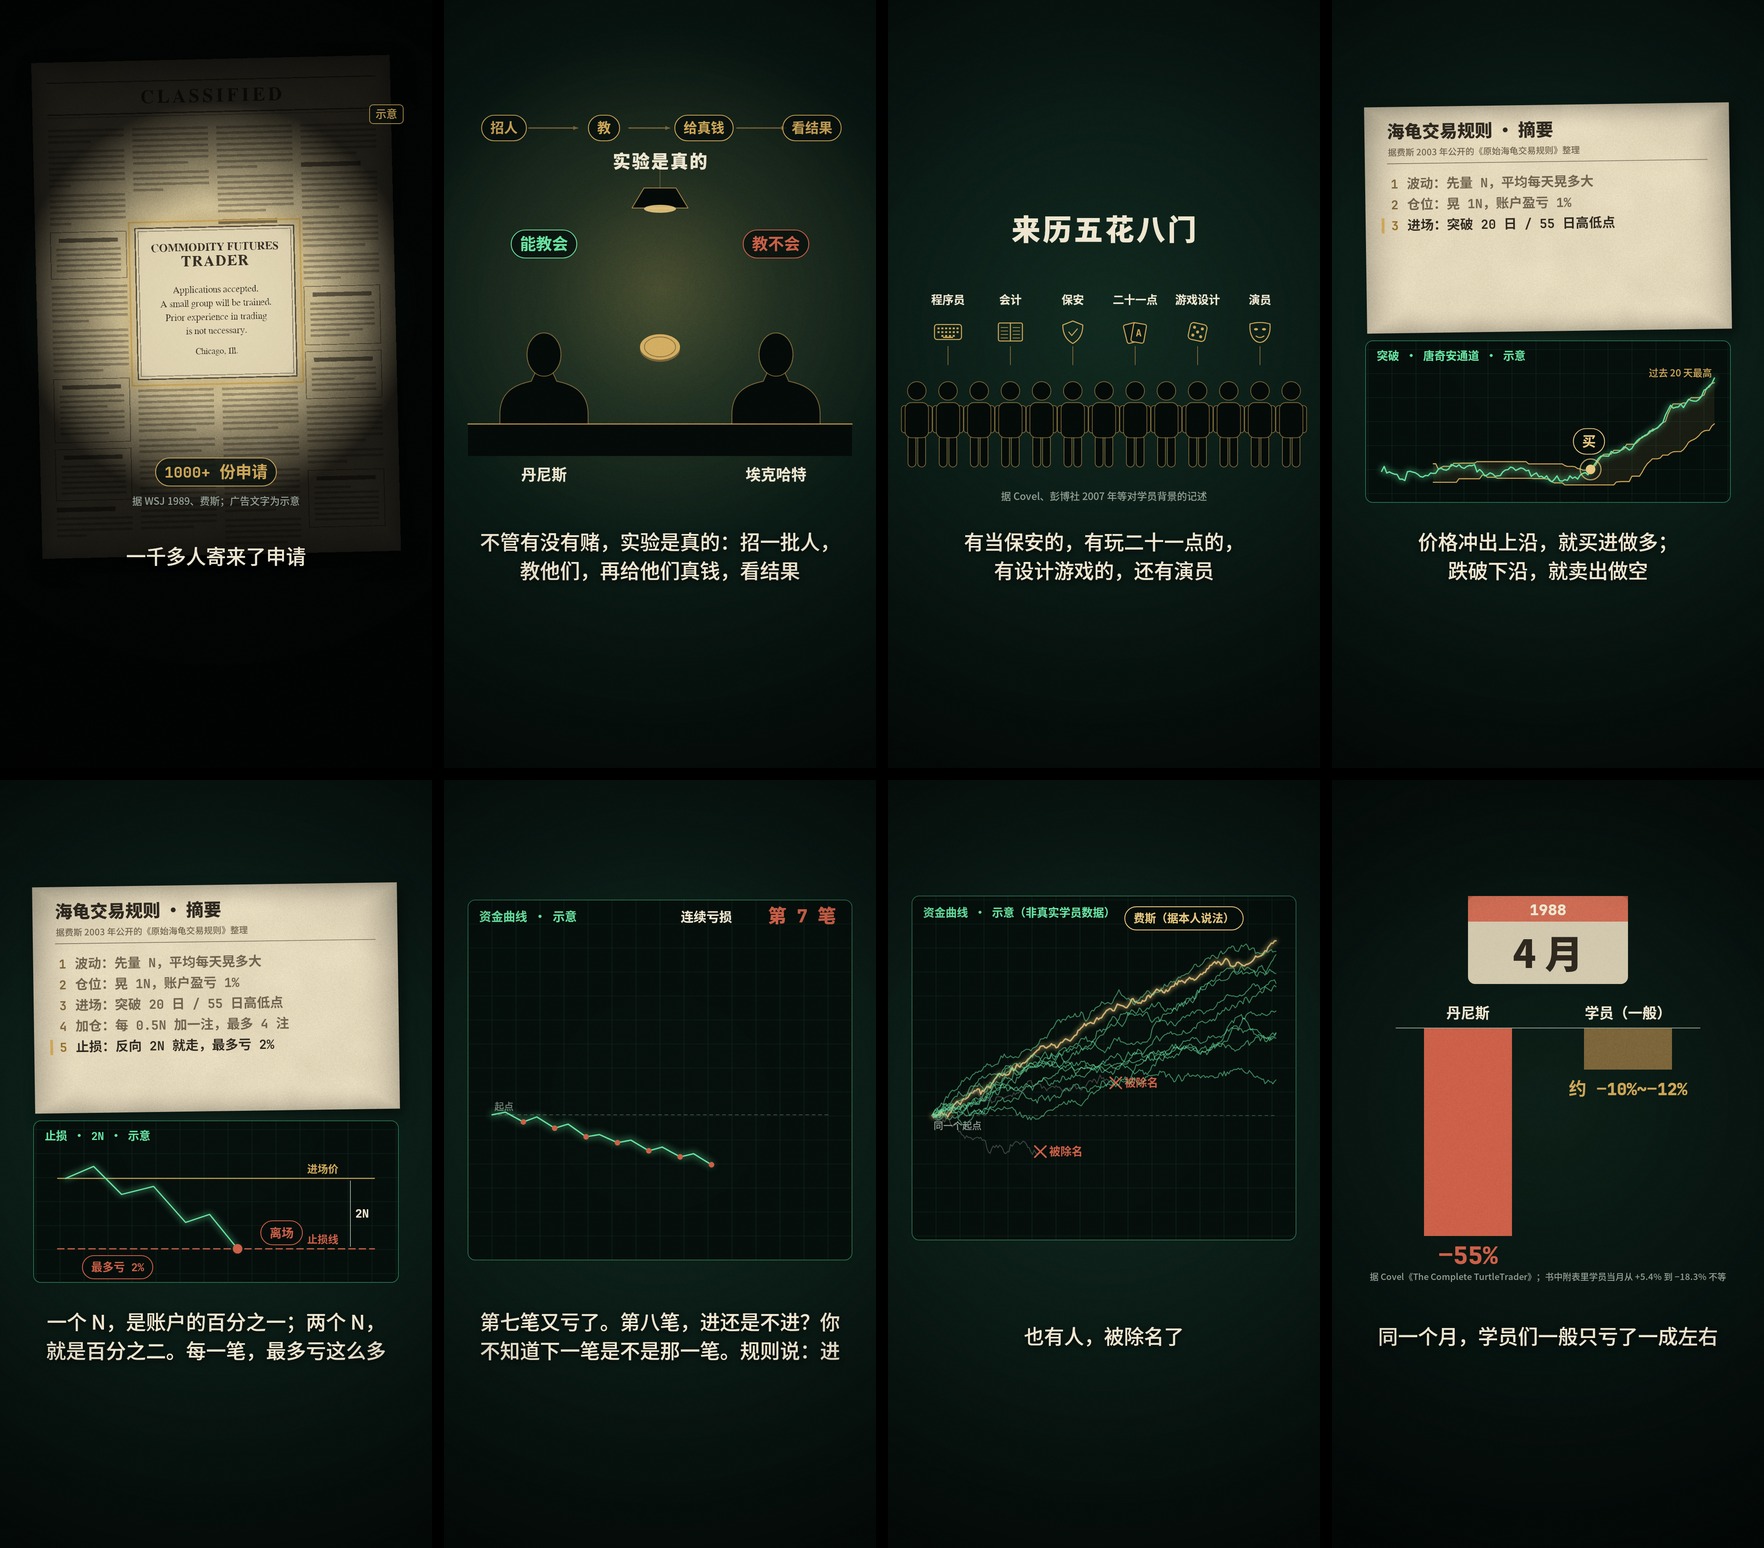 CLASSIFIED
示意
COMMODITY FUTURES
TRADER
Applications accepted.
A small group will be trained.
Prior experience in trading
is not necessary.
Chicago, Ill.
1000+ 份申请
据 WSJ 1989、费斯；广告文字为示意
一千多人寄来了申请
招人 教 给真钱 看结果
实验是真的
能教会 教不会
丹尼斯 埃克哈特
不管有没有赌，实验是真的：招一批人，
教他们，再给他们真钱，看结果
来历五花八门
程序员 会计 保安 二十一点 游戏设计 演员
A
据 Covel、彭博社 2007 年等对学员背景的记述
有当保安的，有玩二十一点的，
有设计游戏的，还有演员
海龟交易规则 · 摘要
据费斯 2003 年公开的《原始海龟交易规则》整理
1 波动：先量 N，平均每天晃多大
2 仓位：晃 1N，账户盈亏 1%
3 进场：突破 20 日 / 55 日高低点
突破 · 唐奇安通道 · 示意
过去 20 天最高
买
价格冲出上沿，就买进做多；
跌破下沿，就卖出做空
海龟交易规则 · 摘要
据费斯 2003 年公开的《原始海龟交易规则》整理
1 波动：先量 N，平均每天晃多大
2 仓位：晃 1N，账户盈亏 1%
3 进场：突破 20 日 / 55 日高低点
4 加仓：每 0.5N 加一注，最多 4 注
5 止损：反向 2N 就走，最多亏 2%
止损 · 2N · 示意
进场价
2N
离场 止损线
最多亏 2%
一个 N，是账户的百分之一；两个 N，
就是百分之二。每一笔，最多亏这么多
资金曲线 · 示意 连续亏损 第 7 笔
起点
第七笔又亏了。第八笔，进还是不进？你
不知道下一笔是不是那一笔。规则说：进
资金曲线 · 示意（非真实学员数据） 费斯（据本人说法）
被除名
同一个起点
被除名
也有人，被除名了
1988
4 月
丹尼斯 学员（一般）
约 −10%~−12%
−55%
据 Covel《The Complete TurtleTrader》；书中附表里学员当月从 +5.4% 到 −18.3% 不等
同一个月，学员们一般只亏了一成左右